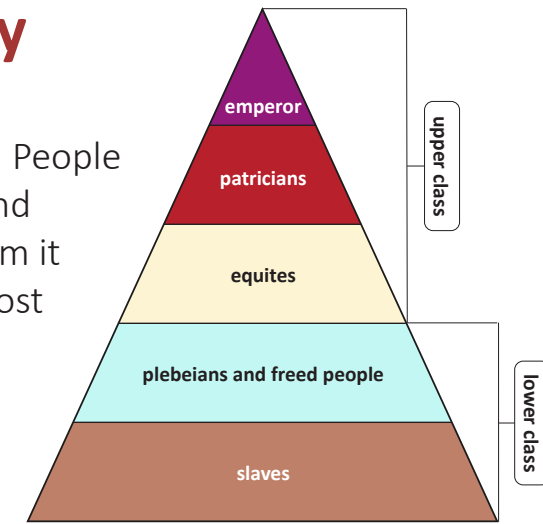 y
People
nd
m it
ost
emperor
patricians
equites
plebeians and freed people
slaves
upper class
lower class